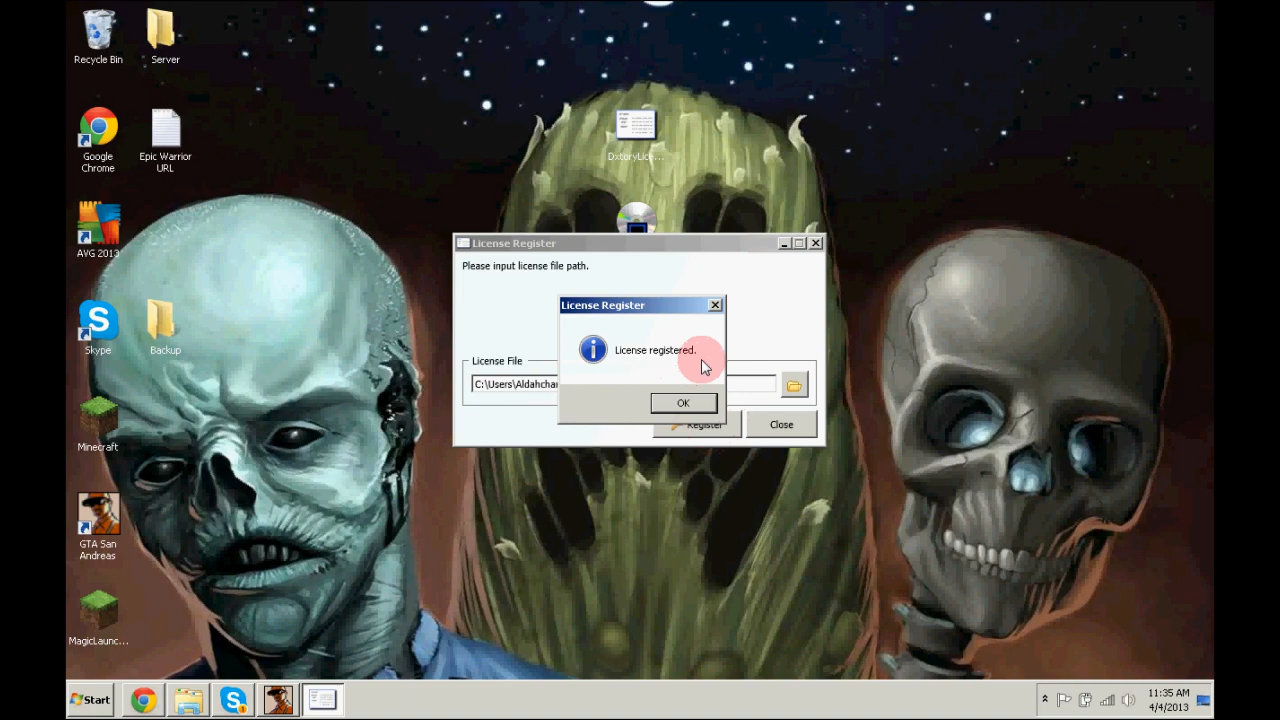 Recycle Bin
Server
Google
Chrome
Epic Warrior
URL
DxtoryLice...
AVG 2013
Skype
Backup
Minecraft
GTA San
Andreas
MagicLaunc...
License Register
Please input license file path.
License Register
License registered.
OK
License File
C:\Users\Aldahchar
Register
Close
Start
11:35 AM
4/4/2013